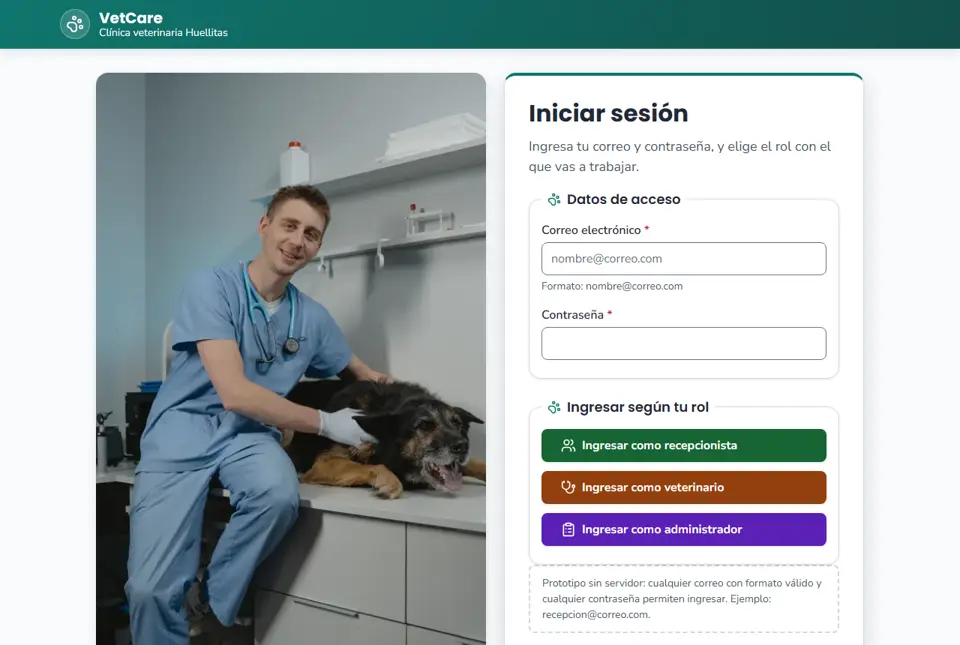 VetCare
Clínica veterinaria Huellitas
Iniciar sesión
Ingresa tu correo y contraseña, y elige el rol con el
que vas a trabajar.
Datos de acceso
Correo electrónico *
nombre@correo.com
Formato: nombre@correo.com
Contraseña *
Ingresar según tu rol
Ingresar como recepcionista
Ingresar como veterinario
Ingresar como administrador
Prototipo sin servidor: cualquier correo con formato válido y
cualquier contraseña permiten ingresar. Ejemplo:
recepcion@correo.com.